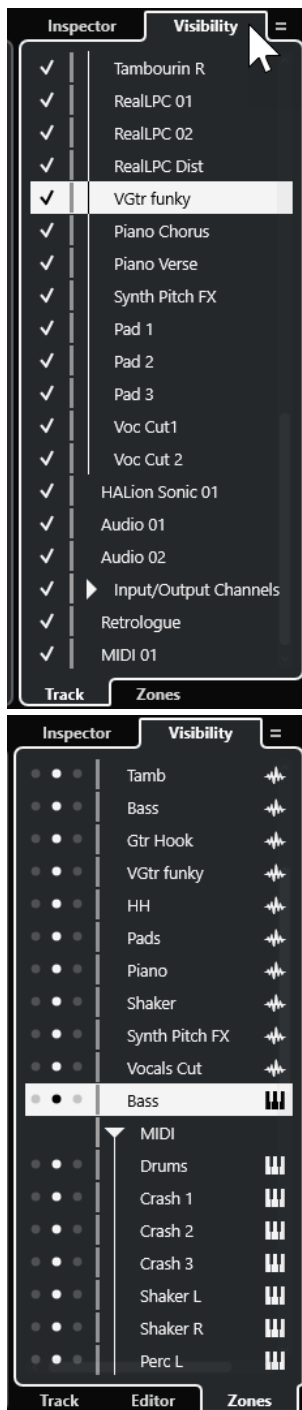 Inspector Visibility
Tambourin R
RealLPC 01
RealLPC 02
RealLPC Dist
VGtr funky
Piano Chorus
Piano Verse
Synth Pitch FX
Pad 1
Pad 2
Pad 3
Voc Cut1
Voc Cut 2
HALion Sonic 01
Audio 01
Audio 02
Input/Output Channels
Retrologue
MIDI 01
Track Zones
Inspector Visibility
Tamb
Bass
Gtr Hook
VGtr funky
HH
Pads
Piano
Shaker
Synth Pitch FX
Vocals Cut
Bass
MIDI
Drums
Crash 1
Crash 2
Crash 3
Shaker L
Shaker R
Perc L
Track Editor Zones